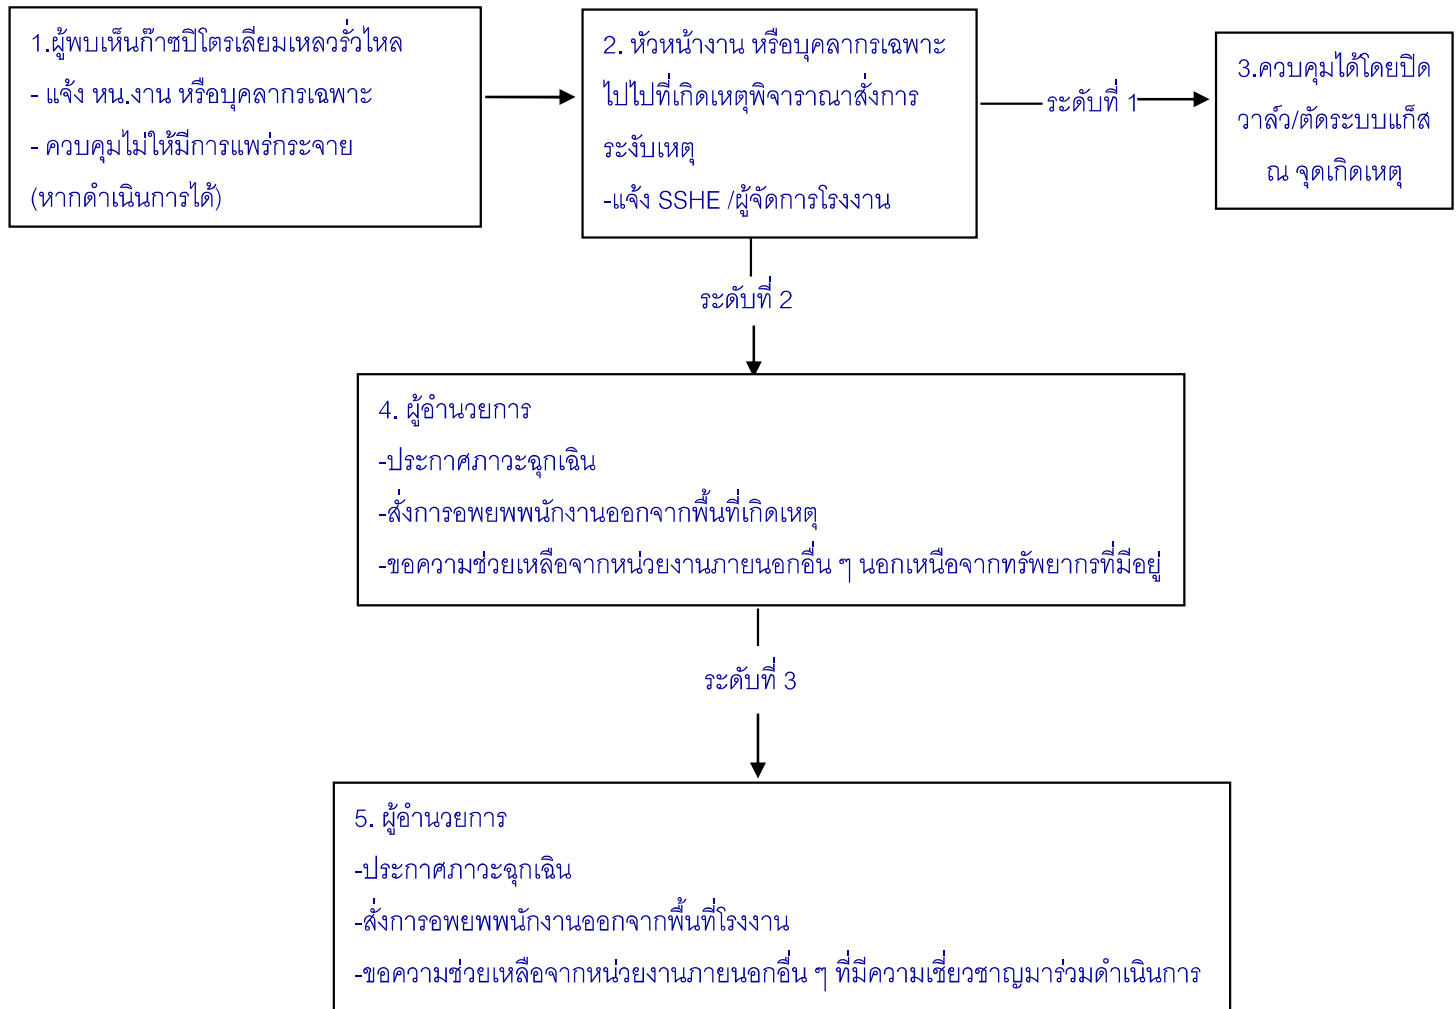 1.ผู้พบเห็นก๊าซปิโตรเลียมเหลวรั่วไหล
- แจ้ง หน.งาน หรือบุคลากรเฉพาะ
- ควบคุมไม่ให้มีการแพร่กระจาย
(หากดำเนินการได้)
2. หัวหน้างาน หรือบุคลากรเฉพาะ
ไปไปที่เกิดเหตุพิจาราณาสั่งการ
ระงับเหตุ
-แจ้ง SSHE /ผู้จัดการโรงงาน
ระดับที่ 1
3.ควบคุมได้โดยปิด
วาล์ว/ตัดระบบแก็ส
ณ จุดเกิดเหตุ
ระดับที่ 2
4. ผู้อำนวยการ
-ประกาศภาวะฉุกเฉิน
-สั่งการอพยพพนักงานออกจากพื้นที่เกิดเหตุ
-ขอความช่วยเหลือจากหน่วยงานภายนอกอื่น ๆ นอกเหนือจากทรัพยากรที่มีอยู่
ระดับที่ 3
5. ผู้อำนวยการ
-ประกาศภาวะฉุกเฉิน
-สั่งการอพยพพนักงานออกจากพื้นที่โรงงาน
-ขอความช่วยเหลือจากหน่วยงานภายนอกอื่น ๆ ที่มีความเชี่ยวชาญมาร่วมดำเนินการ